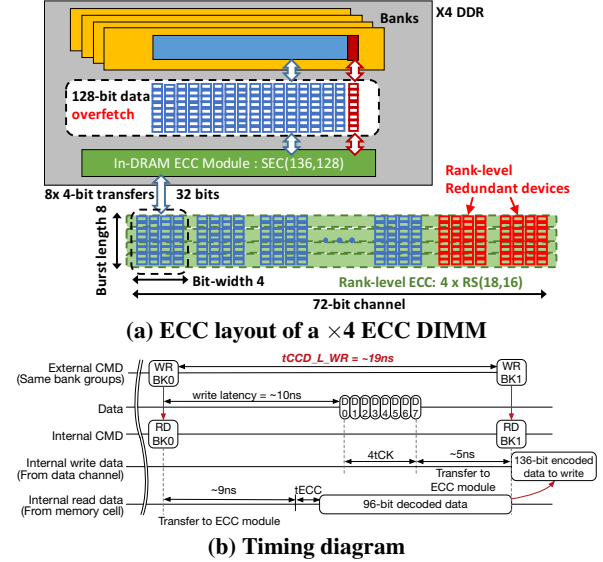 X4 DDR
Banks
128-bit data
overfetch
In-DRAM ECC Module : SEC(136,128)
8x 4-bit transfers
32 bits
Rank-level
Redundant devices
Burst length 8
Bit-width 4
Rank-level ECC: 4 x RS(18,16)
72-bit channel
(a) ECC layout of a ×4 ECC DIMM
External CMD
(Same bank groups)
WR
BK0
tCCD_L_WR = ~19ns
WR
BK1
Data
write latency = ~10ns
D D D D D D D D
0 1 2 3 4 5 6 7
Internal CMD
RD
BK0
RD
BK1
Internal write data
(From data channel)
4tCK
~5ns
Transfer to
ECC module
136-bit encoded
data to write
Internal read data
(From memory cell)
~9ns
Transfer to ECC module
tECC
96-bit decoded data
(b) Timing diagram